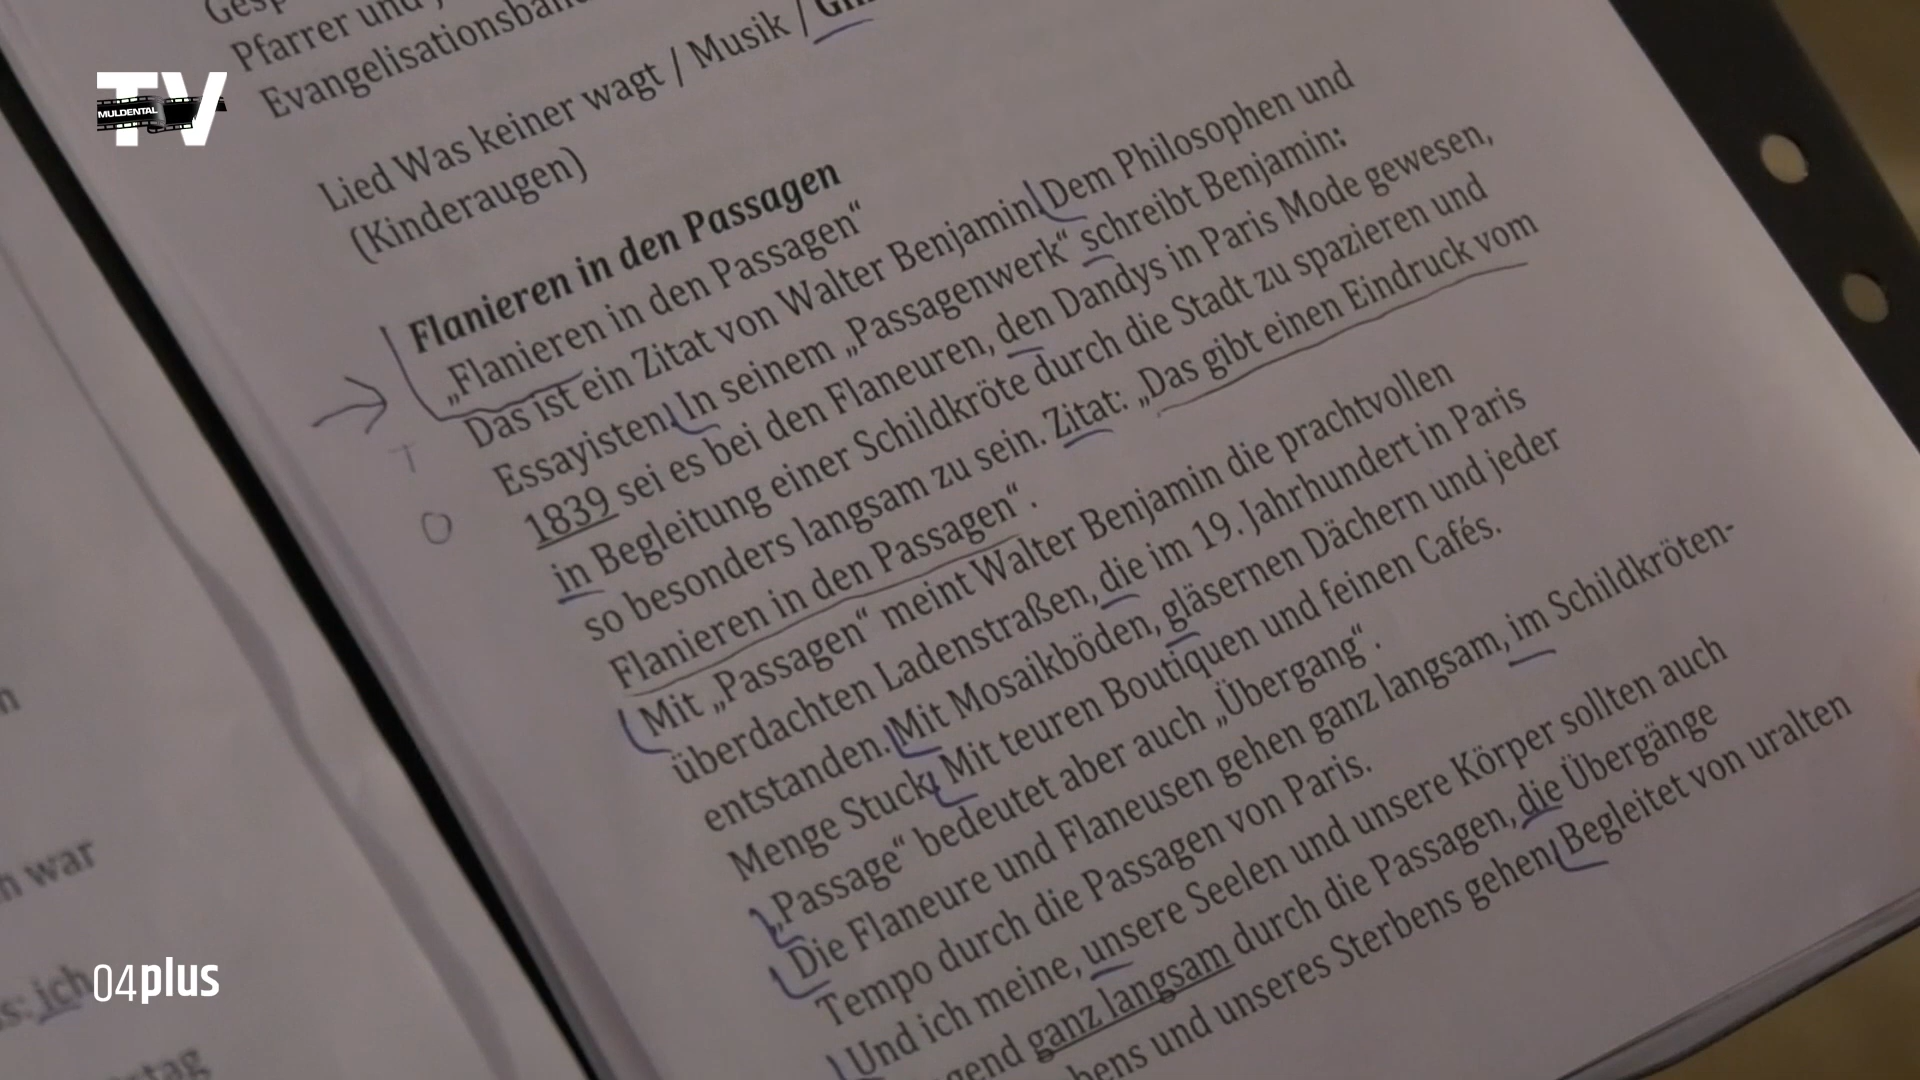 TV
MULDENTAL
Pfarrer und
Evangelisationsban
Lied Was keiner wagt / Musik /
(Kinderaugen)
Flanieren in den Passagen
„Flanieren in den Passagen“
Das ist ein Zitat von Walter Benjamin. Dem Philosophen und
Essayisten. In seinem „Passagenwerk“ schreibt Benjamin:
1839 sei es bei den Flaneuren, den Dandys in Paris Mode gewesen,
in Begleitung einer Schildkröte durch die Stadt zu spazieren und
so besonders langsam zu sein. Zitat: „Das gibt einen Eindruck vom
Flanieren in den Passagen“.
Mit „Passagen“ meint Walter Benjamin die prachtvollen
überdachten Ladenstraßen, die im 19. Jahrhundert in Paris
entstanden. Mit Mosaikböden, gläsernen Dächern und jeder
Menge Stuck. Mit teuren Boutiquen und feinen Cafés.
„Passage“ bedeutet aber auch „Übergang“.
Die Flaneure und Flaneusen gehen ganz langsam, im Schildkröten-
Tempo durch die Passagen von Paris.
Und ich meine, unsere Seelen und unsere Körper sollten auch
gend ganz langsam durch die Passagen, die Übergänge
bens und unseres Sterbens gehen. Begleitet von uralten
T
O
n
war
ich
stag
04plus